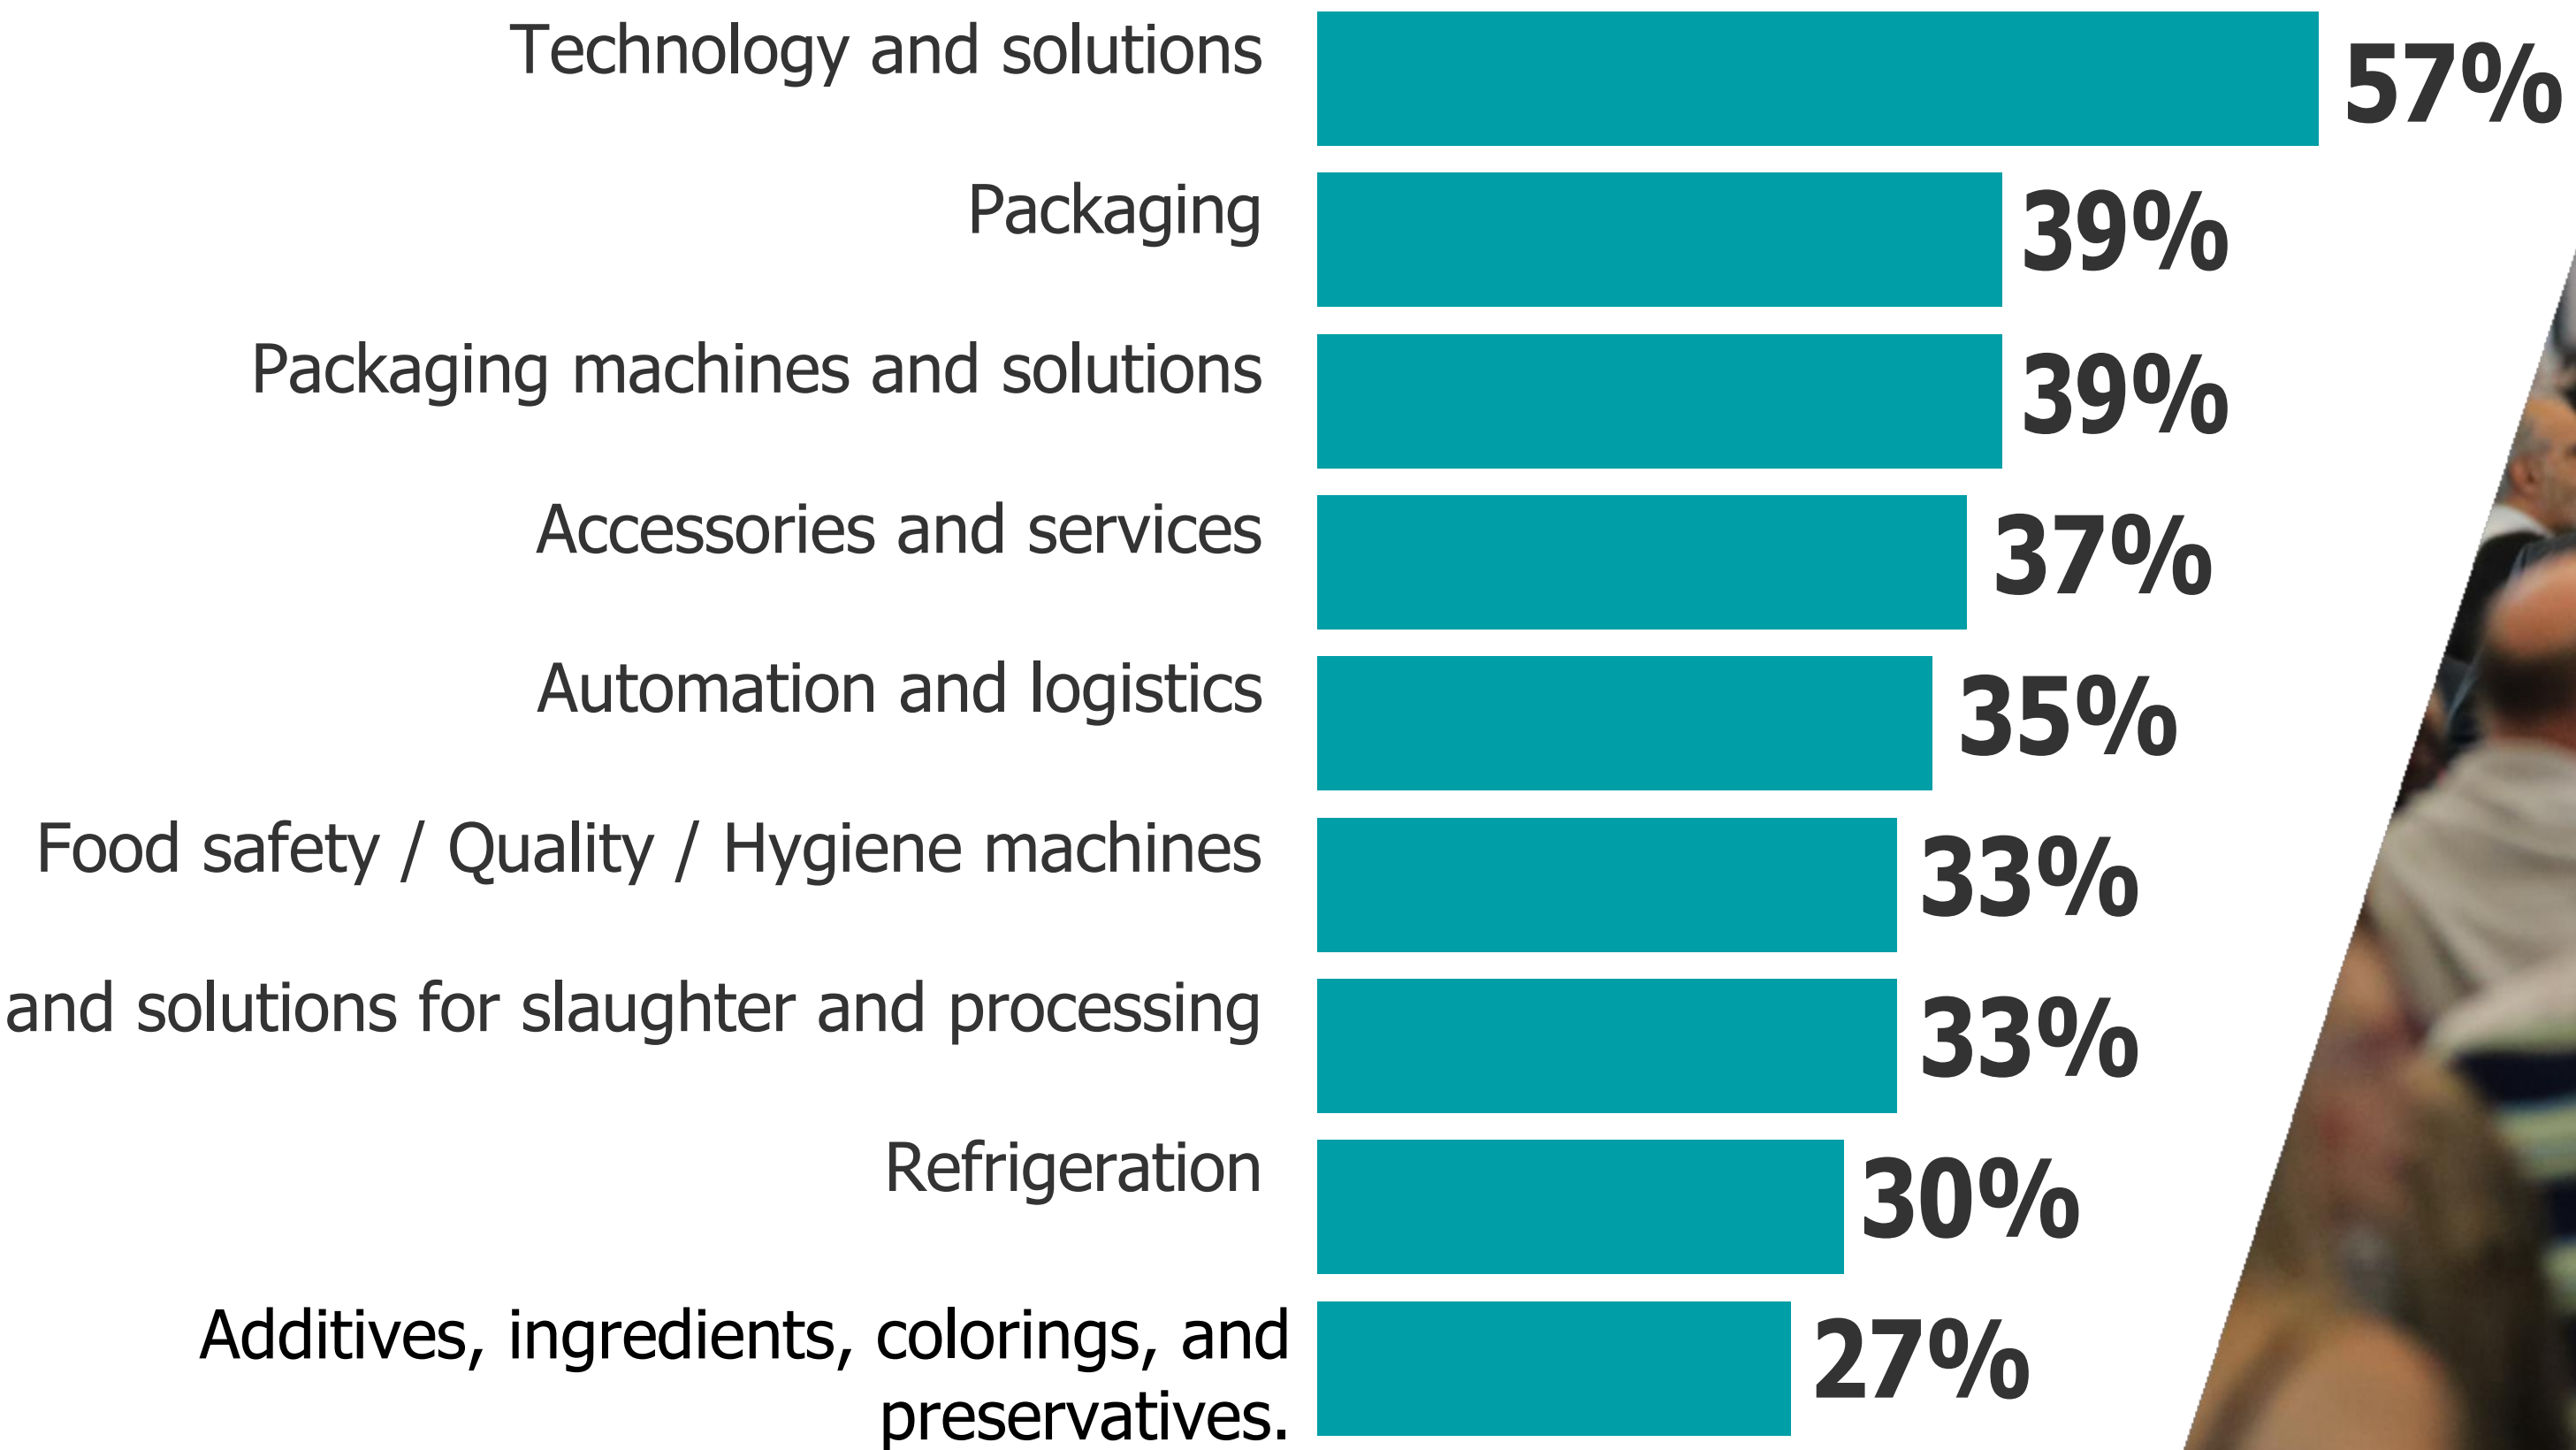 Technology and solutions 57%
Packaging 39%
Packaging machines and solutions 39%
Accessories and services 37%
Automation and logistics 35%
Food safety / Quality / Hygiene machines 33%
and solutions for slaughter and processing 33%
Refrigeration 30%
Additives, ingredients, colorings, and 27%
preservatives.